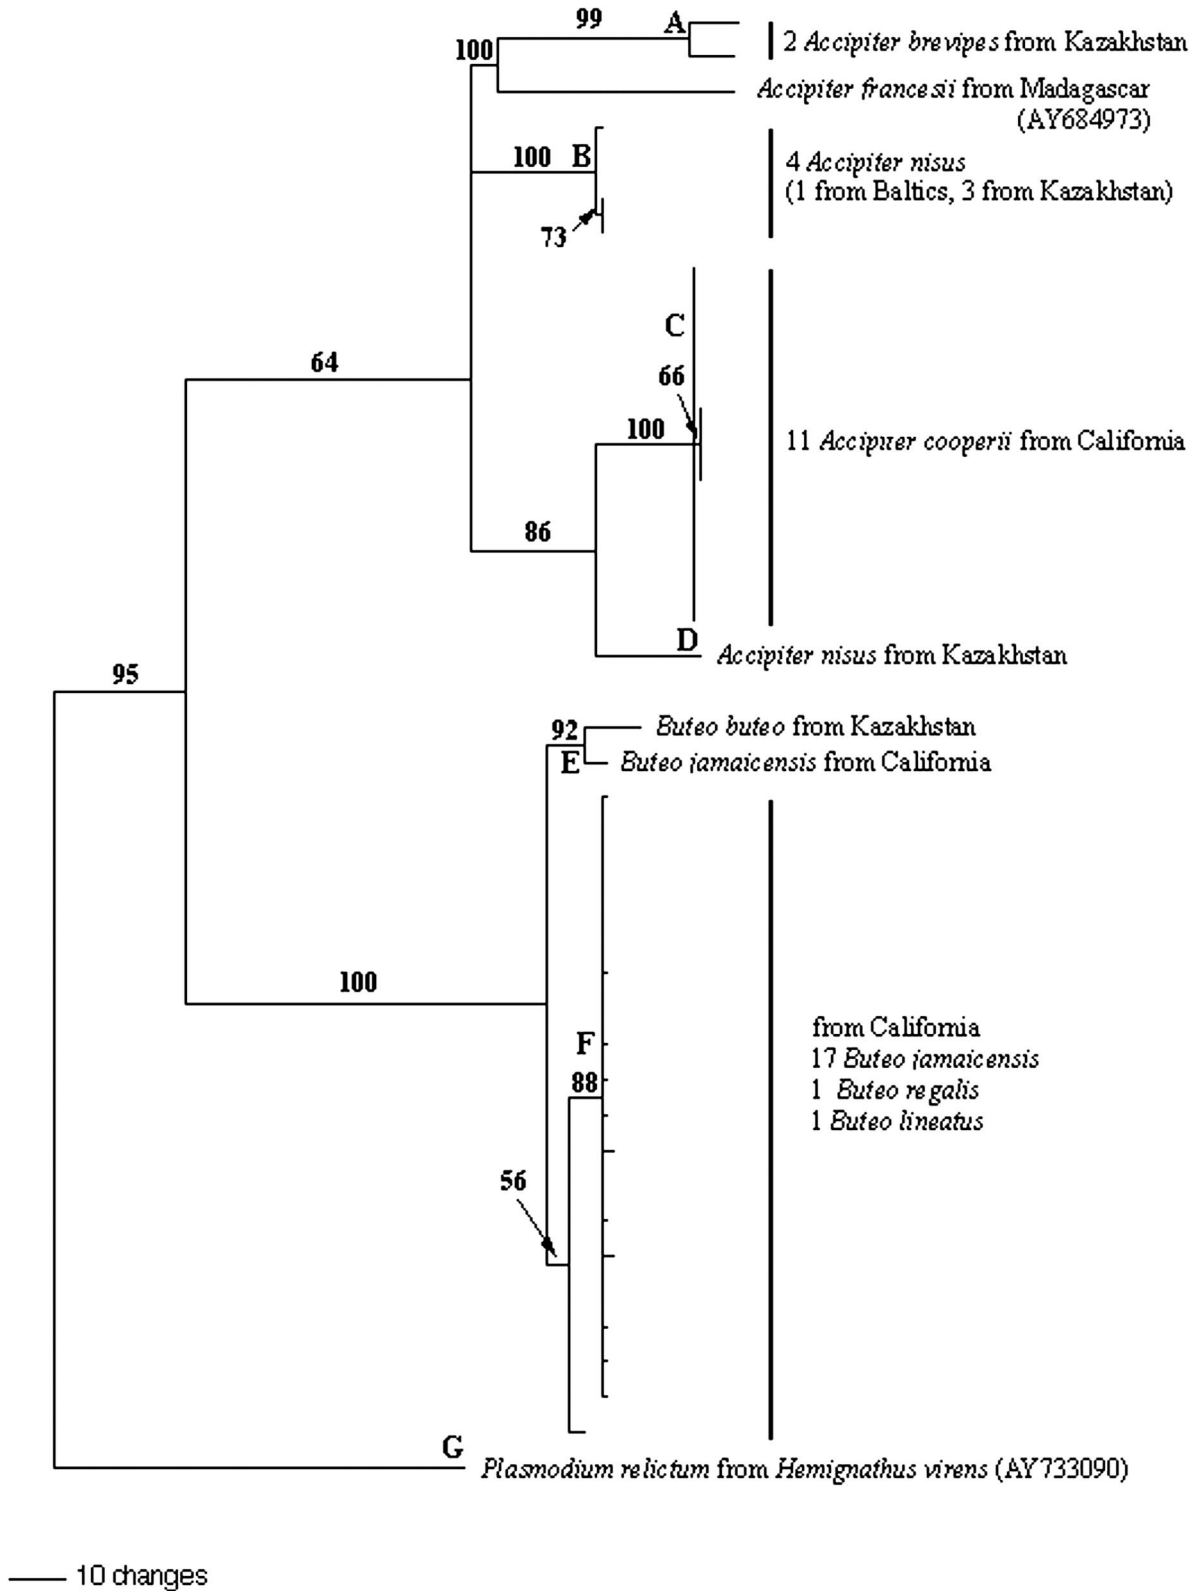 99
A
100
2 Accipiter brevipes from Kazakhstan
Accipiter francesii from Madagascar
(AY684973)
100
B
4 Accipiter nisus
(1 from Baltics, 3 from Kazakhstan)
73
C
64
66
100
11 Accipiter cooperii from California
86
D
Accipiter nisus from Kazakhstan
95
92
Buteo buteo from Kazakhstan
E
Buteo jamaicensis from California
100
from California
F
17 Buteo jamaicensis
88
1 Buteo regalis
1 Buteo lineatus
56
G
Plasmodium relictum from Hemignathus virens (AY733090)
10 changes